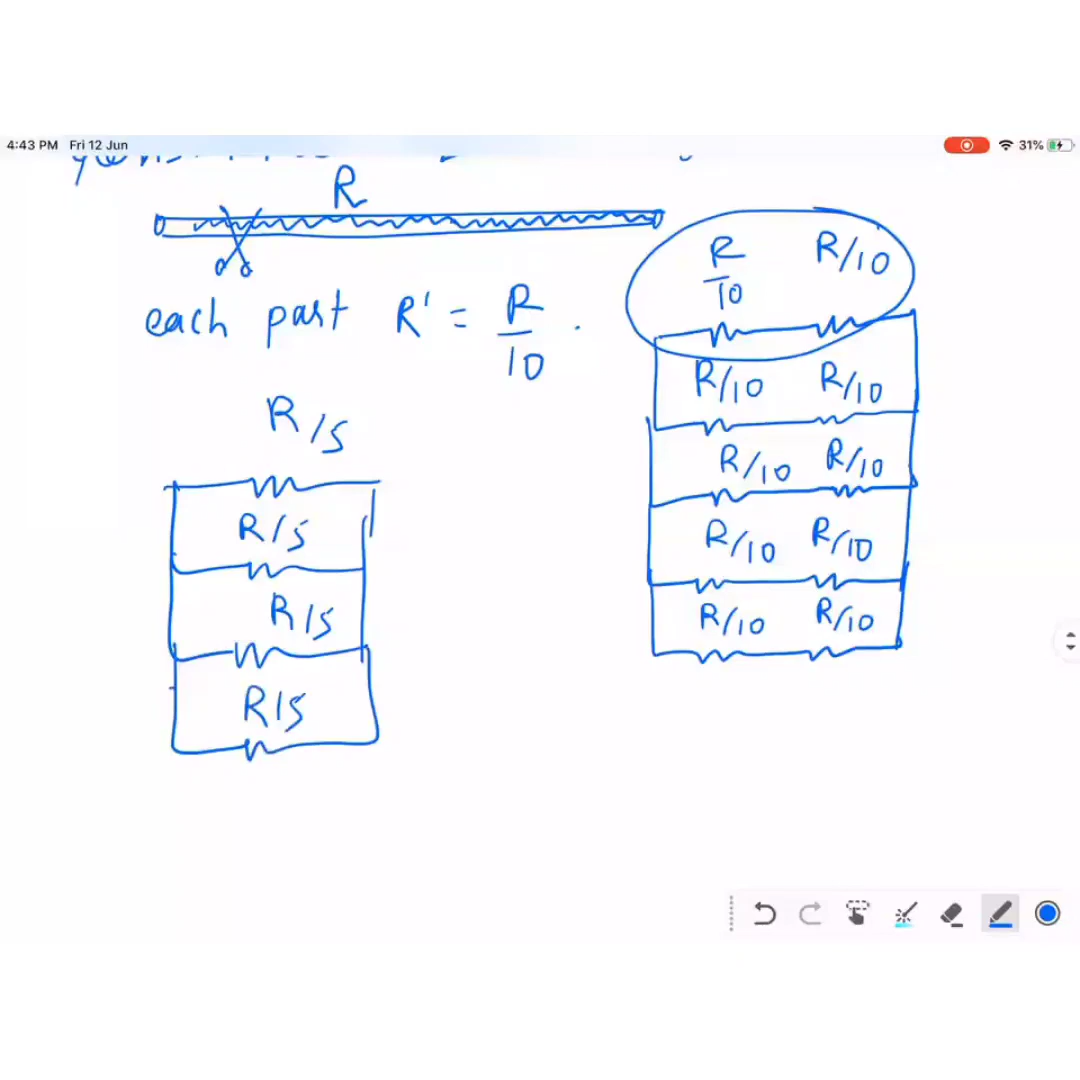 4:43 PM Fri 12 Jun
31%
R
R/10 R/10
each part R' = R/10 .
R/10 R/10
R/5
R/10 R/10
R/5
R/10 R/10
R/5
R/10 R/10
R/5